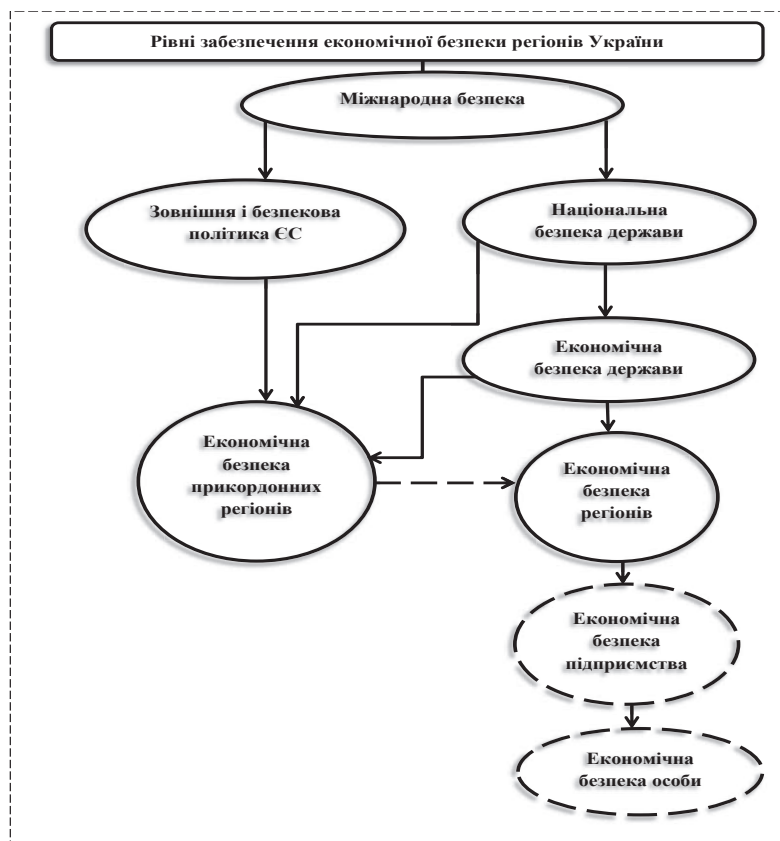 Рівні забезпечення економічної безпеки регіонів України
Міжнародна безпека
Зовнішня і безпекова
політика ЄС
Національна
безпека держави
Економічна
безпека держави
Економічна
безпека
прикордонних
регіонів
Економічна
безпека
регіонів
Економічна
безпека
підприємства
Економічна
безпека особи